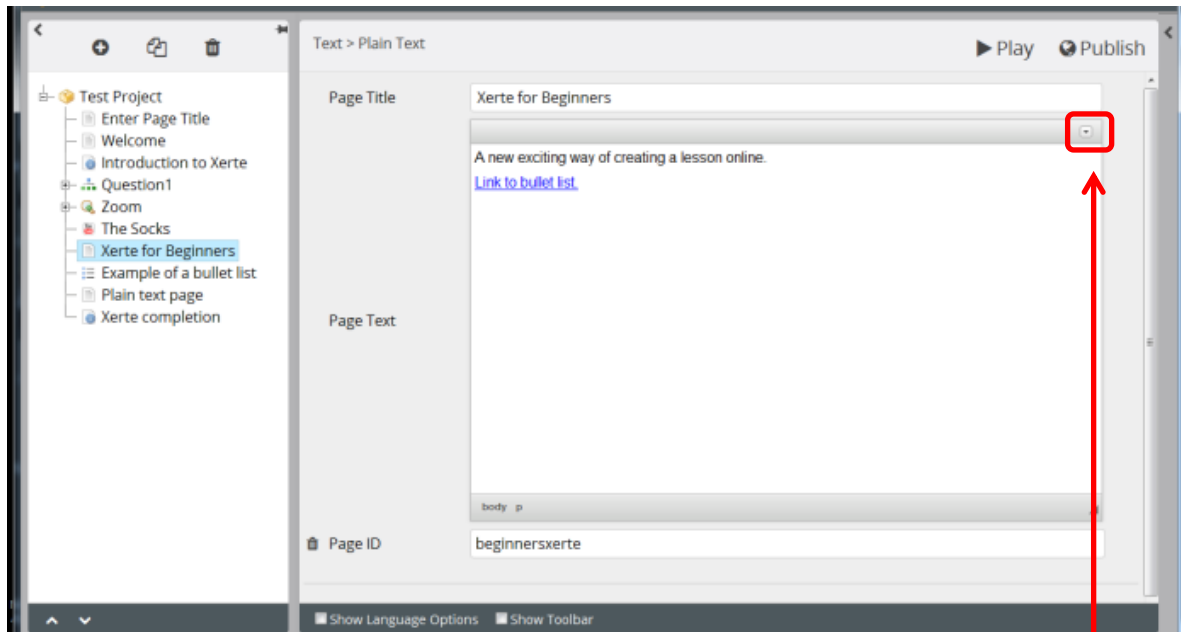 Text > Plain Text
Play
Publish
Test Project
Enter Page Title
Welcome
Introduction to Xerte
Question1
Zoom
The Socks
Xerte for Beginners
Example of a bullet list
Plain text page
Xerte completion
Page Title
Xerte for Beginners
A new exciting way of creating a lesson online.
Link to bullet list.
Page Text
body p
Page ID
beginnersxerte
Show Language Options
Show Toolbar